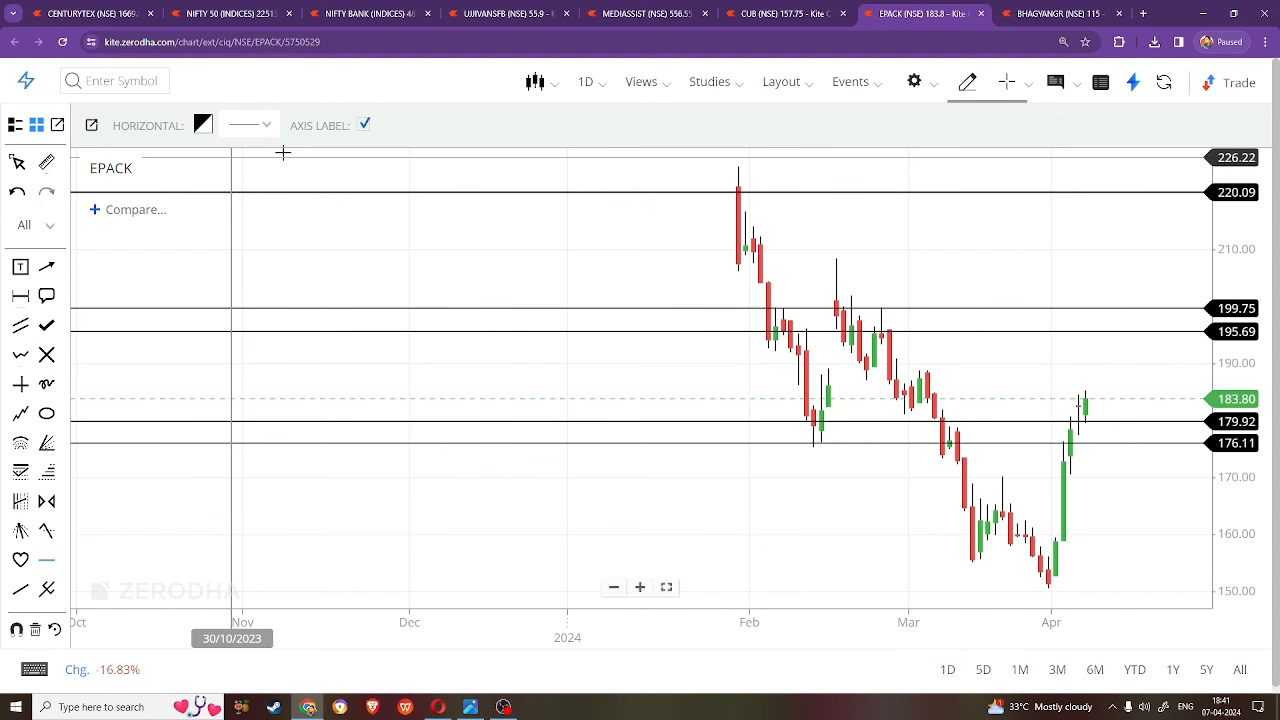 CENTURYTEX (NSE) 1669.
NIFTY 50 (INDICES) 22513
NIFTY BANK (INDICES) 48
UJJIVANSFB (NSE) 55.9 - K
MEDIASSIST (NSE) 556.55
CUB (NSE) 157.75 - Kite C
EPACK (NSE) 183.8 - Kite
BHAGYANGR (NSE) 115
kite.zerodha.com/chart/ext/ciq/NSE/EPACK/5750529
Paused
Enter Symbol
1D
Views
Studies
Layout
Events
Trade
HORIZONTAL:
AXIS LABEL:
EPACK
226.22
220.09
Compare...
All
210.00
199.75
195.69
190.00
183.80
179.92
176.11
170.00
160.00
150.00
ZERODHA
Oct
Nov
Dec
2024
Feb
Mar
Apr
30/10/2023
Chg. -16.83%
1D
5D
1M
3M
6M
YTD
1Y
5Y
All
Type here to search
33°C Mostly cloudy
ENG
18:41
07-04-2024